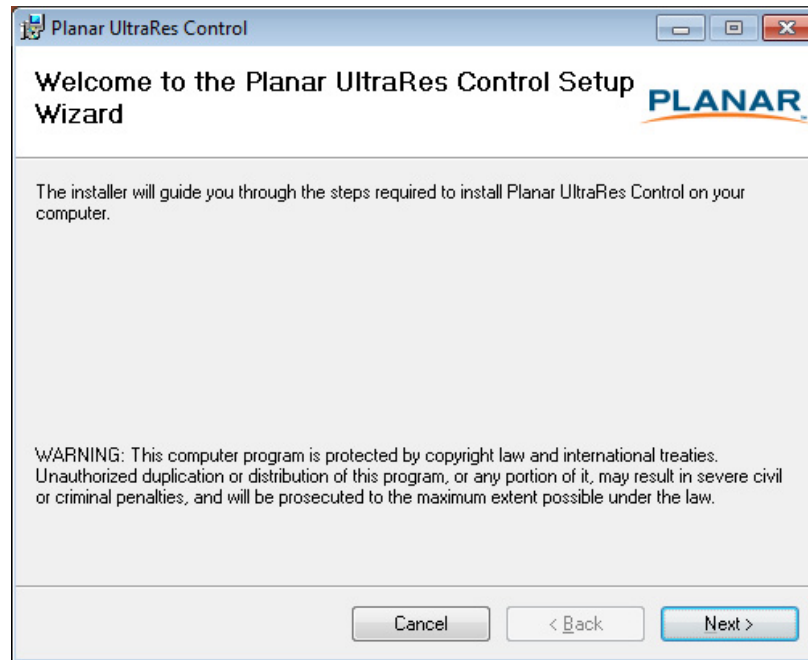 Planar UltraRes Control
Welcome to the Planar UltraRes Control Setup
Wizard
PLANAR
The installer will guide you through the steps required to install Planar UltraRes Control on your
computer.
WARNING: This computer program is protected by copyright law and international treaties.
Unauthorized duplication or distribution of this program, or any portion of it, may result in severe civil
or criminal penalties, and will be prosecuted to the maximum extent possible under the law.
Cancel
< Back
Next >